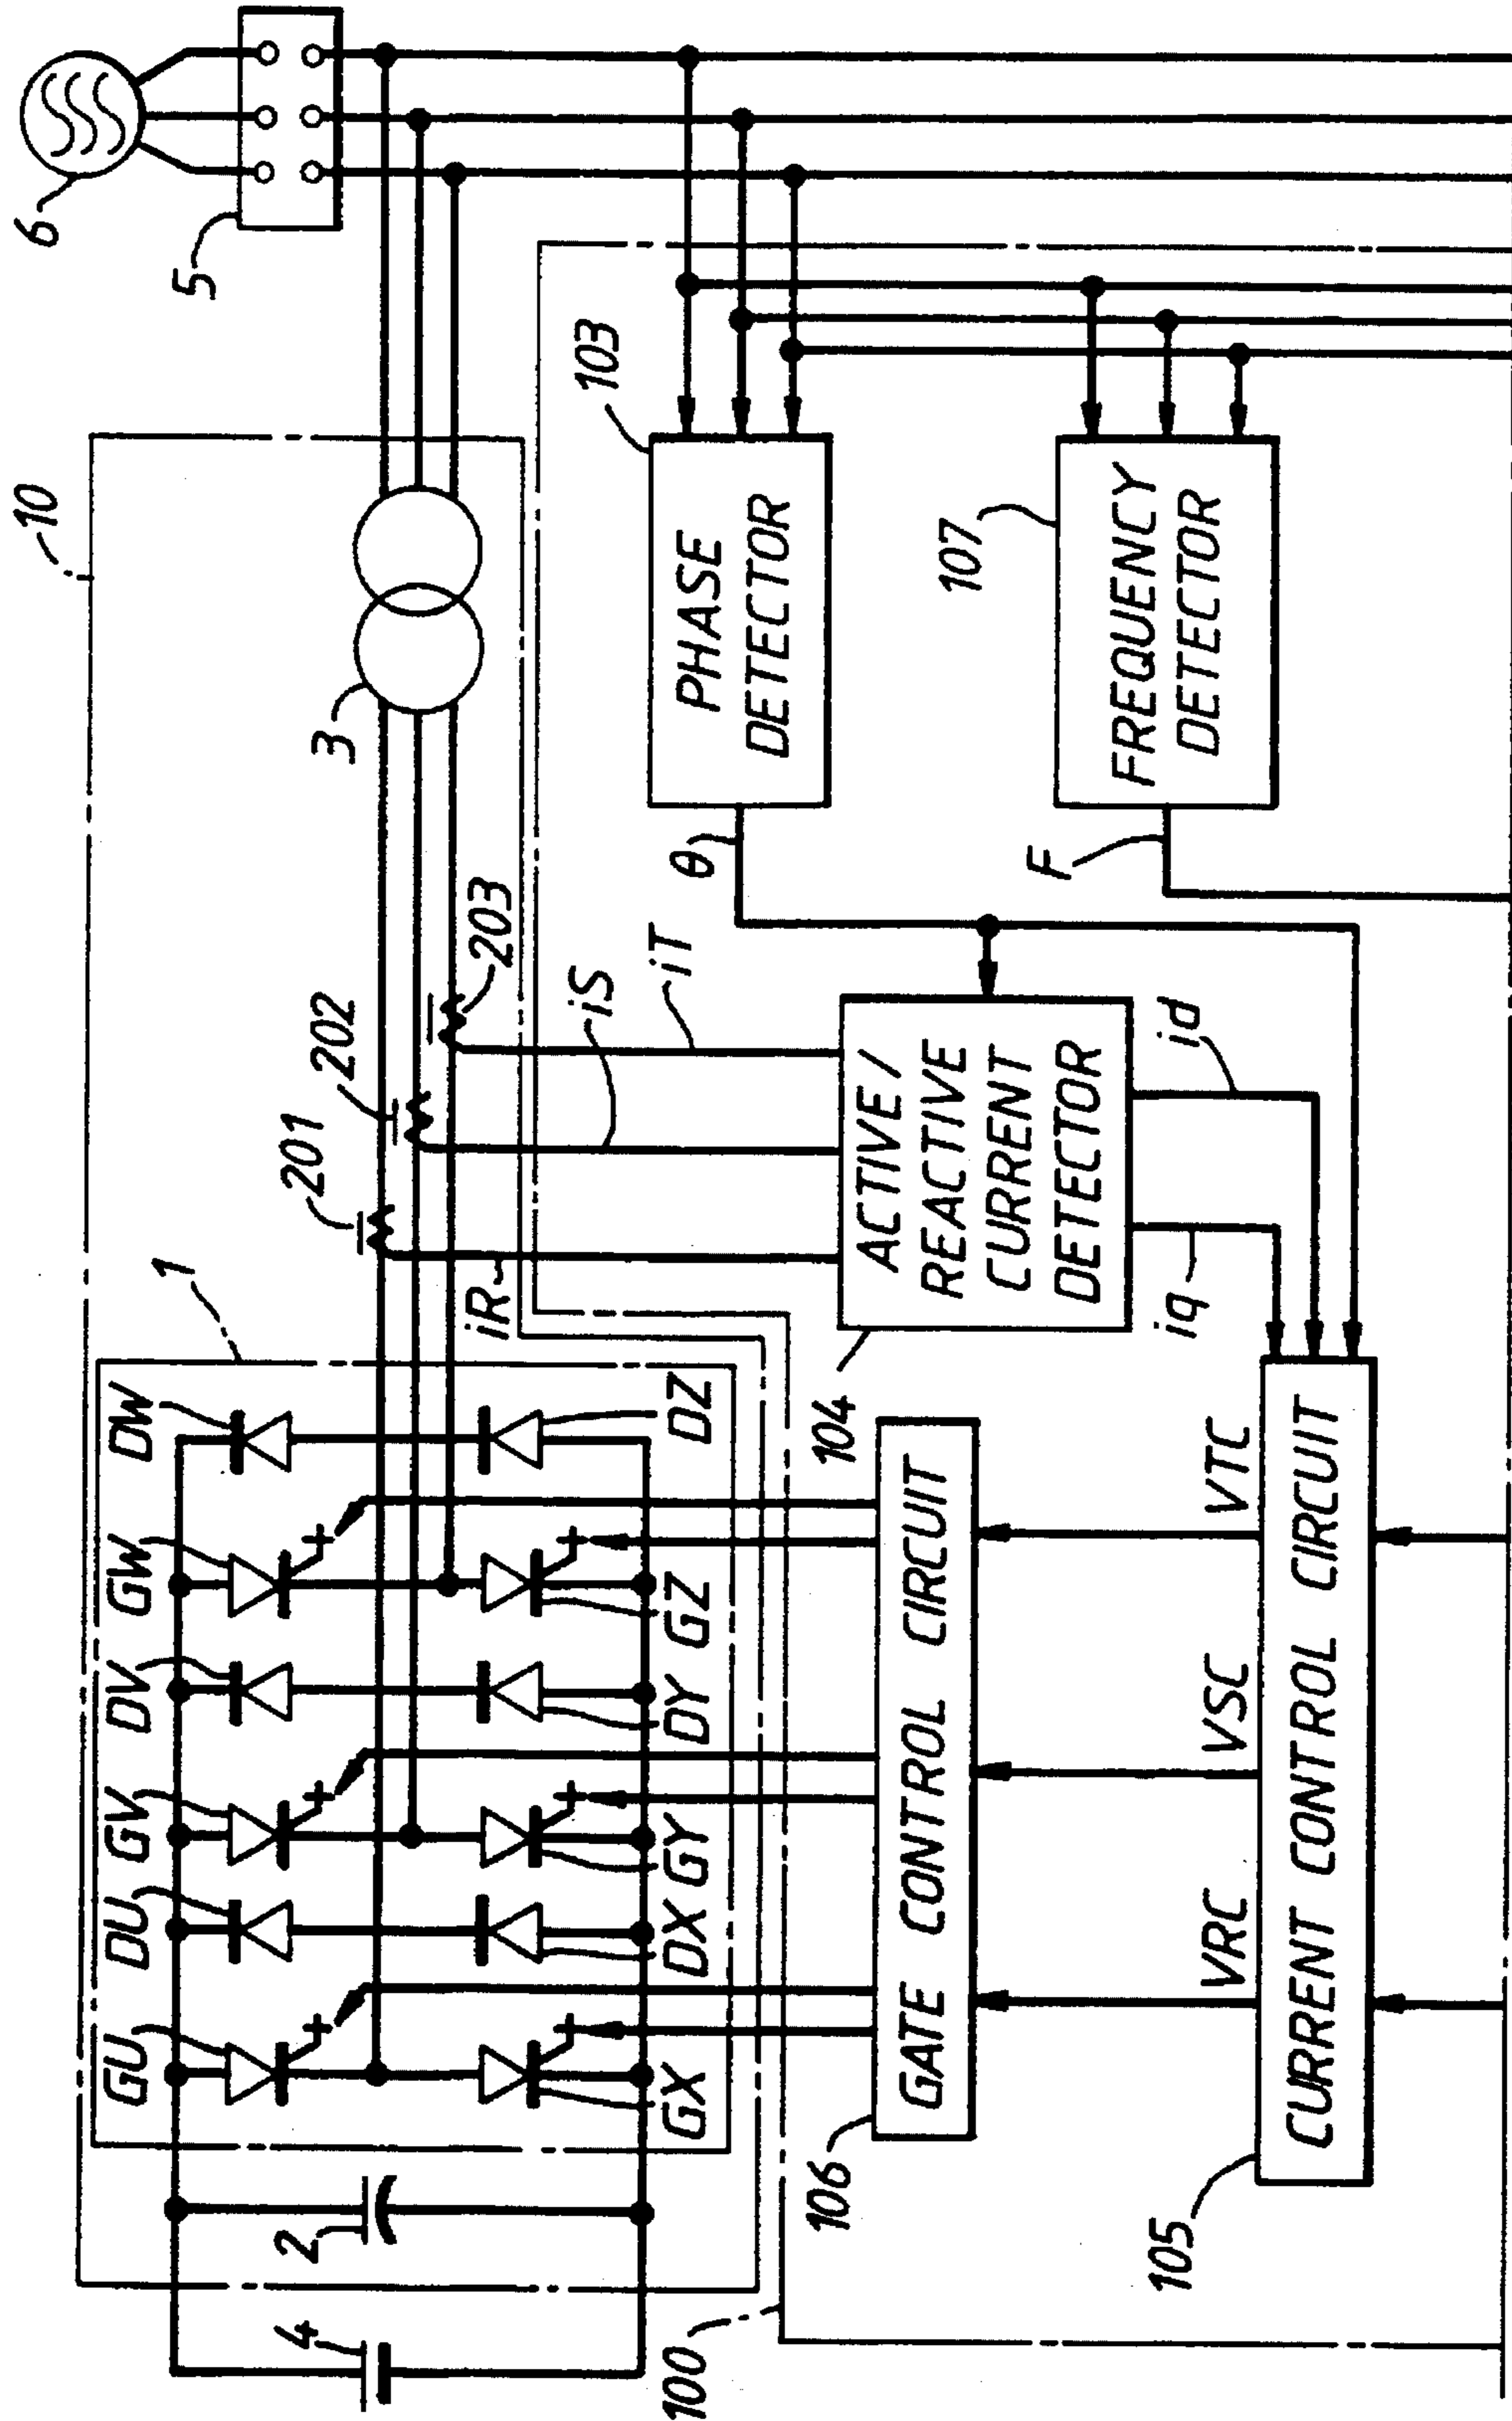 10
1
GU
DU
GV
DV
GW
DW
201
202
3
5
6
4
2
GX
DX
GY
DY
GZ
DZ
iR
203
iS
iT
θ
103
PHASE
DETECTOR
100
106
GATE CONTROL CIRCUIT
104
ACTIVE /
REACTIVE
CURRENT
DETECTOR
F
107
FREQUENCY
DETECTOR
iq
id
VRC
VSC
VTC
105
CURRENT CONTROL CIRCUIT